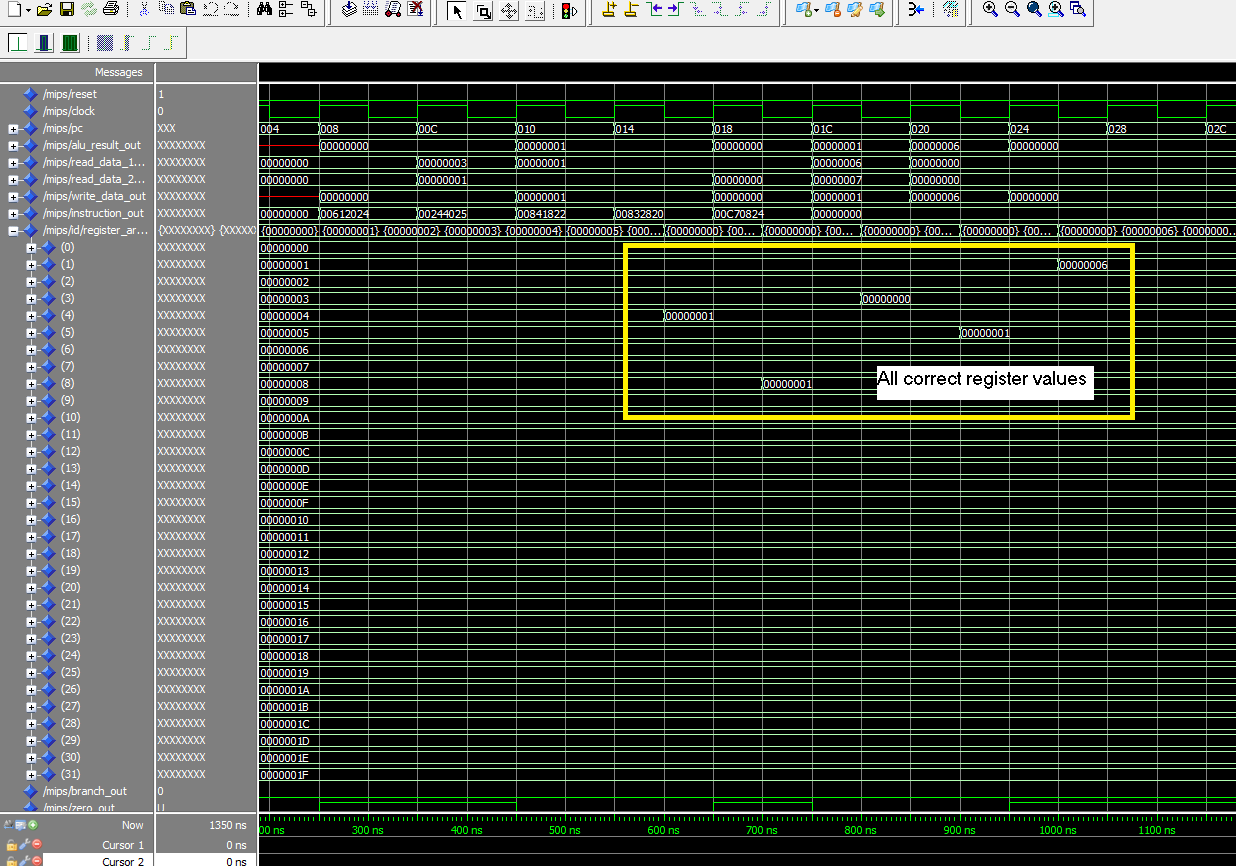 Messages
/mips/reset 1
/mips/clock 0
/mips/pc XXX 004 008 00C 010 014 018 01C 020 024 028 02C
/mips/alu_result_out XXXXXXXX 00000000 00000001 00000000 00000001 00000006 00000000
/mips/read_data_1... XXXXXXXX 00000000 00000003 00000001 00000006 00000000
/mips/read_data_2... XXXXXXXX 00000000 00000001 00000000 00000007 00000000
/mips/write_data_out XXXXXXXX 00000000 00000001 00000000 00000001 00000006 00000000
/mips/instruction_out XXXXXXXX 00000000 00612024 00244025 00841822 00832820 00C70824 00000000
/mips/id/register_ar... {XXXXXXXX} {XXXXX {00000000} {00000001} {00000002} {00000003} {00000004} {00000005} {000... {00000000} {00... {00000000} {00... {00000000} {00... {00000000} {00... {00000000} {00000006} {0000000...
(0) XXXXXXXX 00000000
(1) XXXXXXXX 00000001 00000006
(2) XXXXXXXX 00000002
(3) XXXXXXXX 00000003 00000000
(4) XXXXXXXX 00000004 00000001
(5) XXXXXXXX 00000005 00000001
(6) XXXXXXXX 00000006
(7) XXXXXXXX 00000007
(8) XXXXXXXX 00000008 00000001
All correct register values
(9) XXXXXXXX 00000009
(10) XXXXXXXX 0000000A
(11) XXXXXXXX 0000000B
(12) XXXXXXXX 0000000C
(13) XXXXXXXX 0000000D
(14) XXXXXXXX 0000000E
(15) XXXXXXXX 0000000F
(16) XXXXXXXX 00000010
(17) XXXXXXXX 00000011
(18) XXXXXXXX 00000012
(19) XXXXXXXX 00000013
(20) XXXXXXXX 00000014
(21) XXXXXXXX 00000015
(22) XXXXXXXX 00000016
(23) XXXXXXXX 00000017
(24) XXXXXXXX 00000018
(25) XXXXXXXX 00000019
(26) XXXXXXXX 0000001A
(27) XXXXXXXX 0000001B
(28) XXXXXXXX 0000001C
(29) XXXXXXXX 0000001D
(30) XXXXXXXX 0000001E
(31) XXXXXXXX 0000001F
/mips/branch_out 0
/mips/zero_out U
Now 1350 ns 00 ns 300 ns 400 ns 500 ns 600 ns 700 ns 800 ns 900 ns 1000 ns 1100 ns
Cursor 1 0 ns
Cursor 2 0 ns